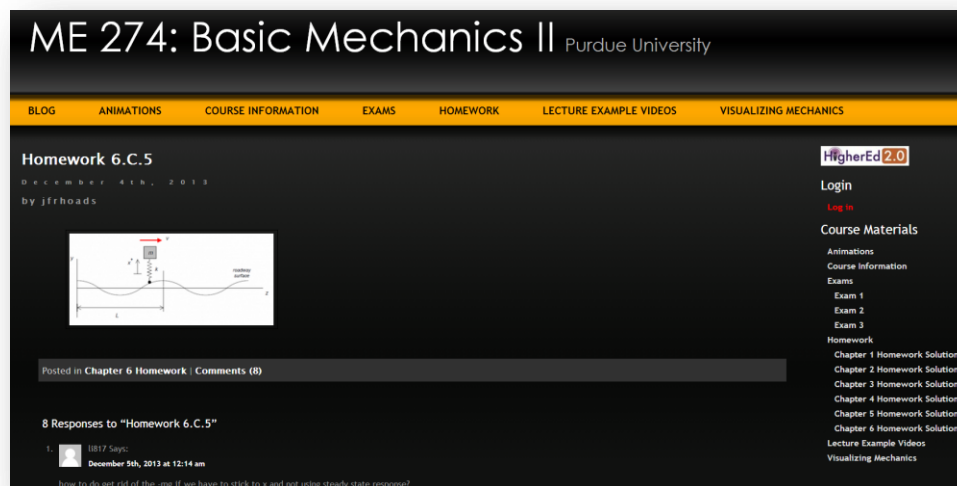 ME 274: Basic Mechanics II Purdue University
BLOG ANIMATIONS COURSE INFORMATION EXAMS HOMEWORK LECTURE EXAMPLE VIDEOS VISUALIZING MECHANICS
Homework 6.C.5
December 4th, 2013
by jfrhoads
v
m
x
k
Y
roadway
surface
Z
L
Posted in Chapter 6 Homework | Comments (8)
8 Responses to “Homework 6.C.5”
1. Says:
December 5th, 2013 at 12:14 am
how to do get rid of the -mg if we have to stick to x and not using steady state response?
HigherEd 2.0
Login
Log in
Course Materials
Animations
Course Information
Exams
Exam 1
Exam 2
Exam 3
Homework
Chapter 1 Homework Solution
Chapter 2 Homework Solution
Chapter 3 Homework Solution
Chapter 4 Homework Solution
Chapter 5 Homework Solution
Chapter 6 Homework Solution
Lecture Example Videos
Visualizing Mechanics